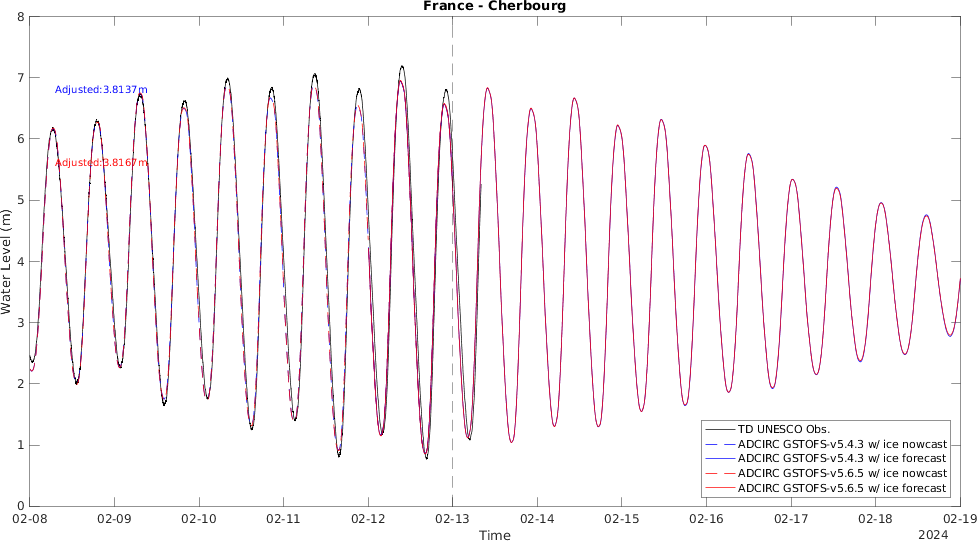 France - Cherbourg
8
7
6
5
4
3
2
1
0
Water Level (m)
Adjusted:3.8137m
Adjusted:3.8167m
TD UNESCO Obs.
ADCIRC GSTOFS-v5.4.3 w/ ice nowcast
ADCIRC GSTOFS-v5.4.3 w/ ice forecast
ADCIRC GSTOFS-v5.6.5 w/ ice nowcast
ADCIRC GSTOFS-v5.6.5 w/ ice forecast
02-08 02-09 02-10 02-11 02-12 02-13 02-14 02-15 02-16 02-17 02-18 02-19
Time
2024